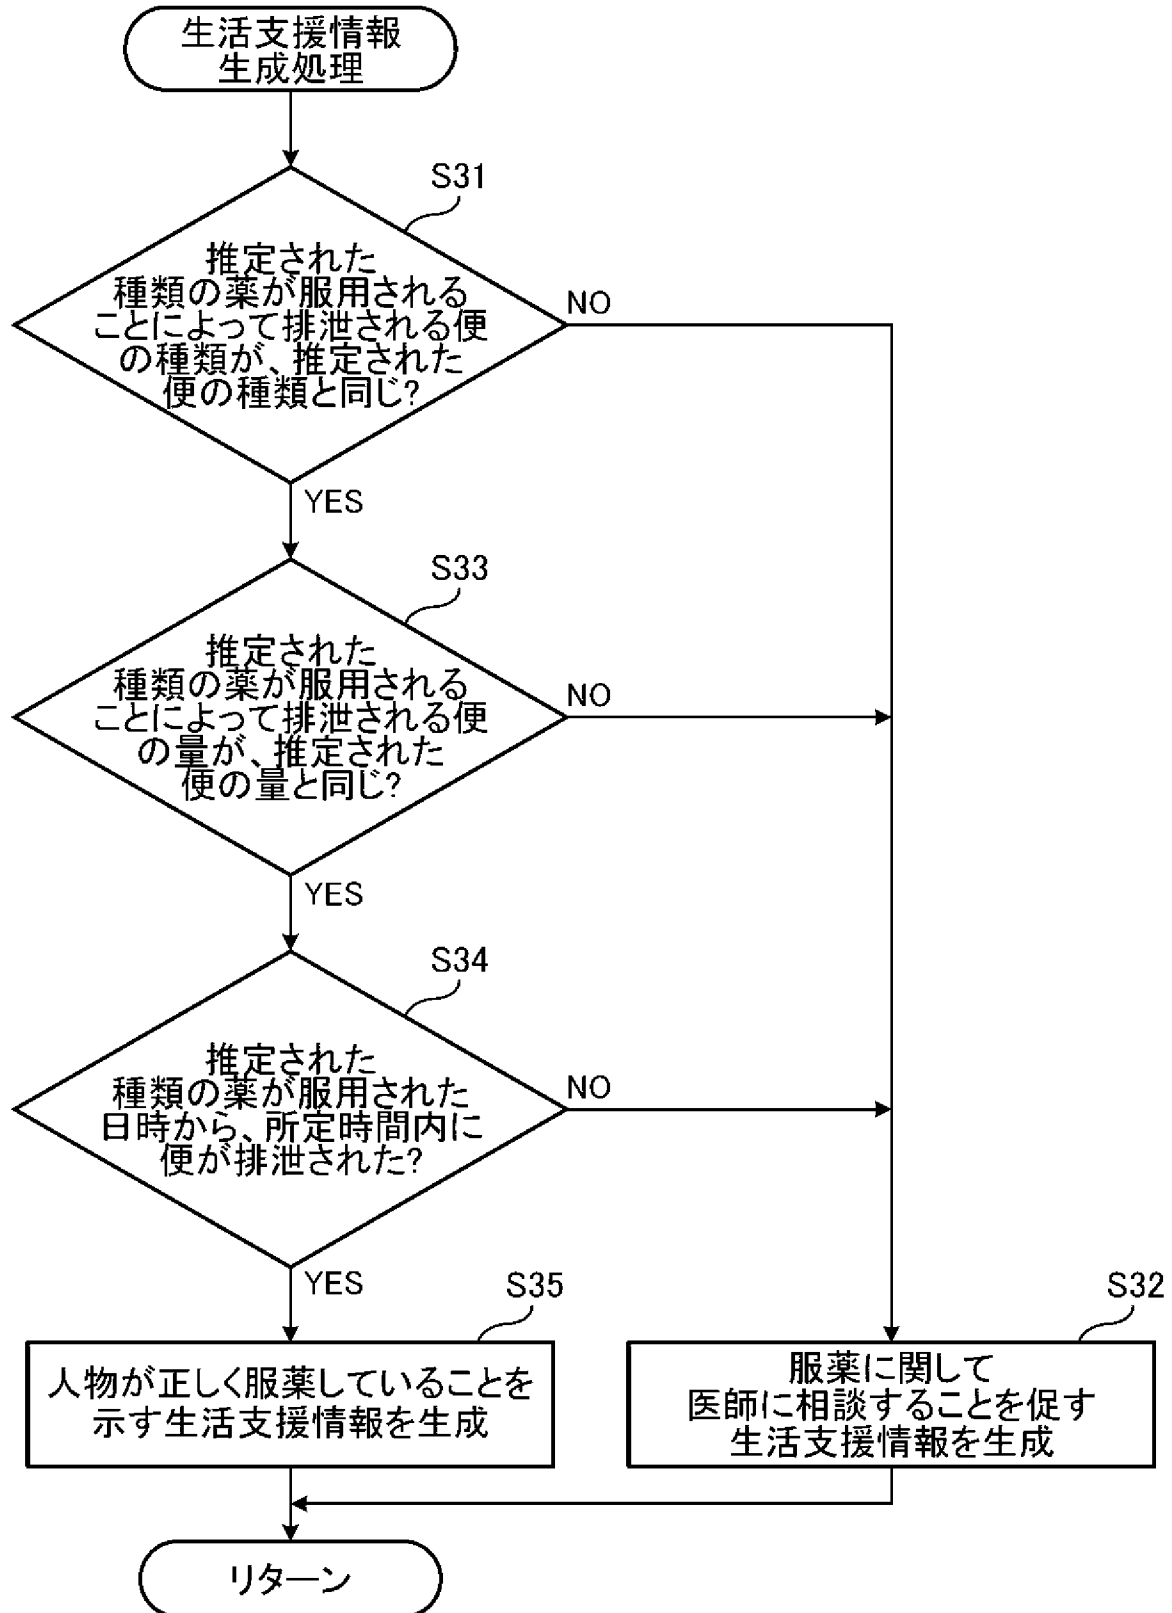 生活支援情報
生成処理
S31
推定された
種類の薬が服用される
ことによって排泄される便
の種類が、推定された
便の種類と同じ?
NO
YES
S33
推定された
種類の薬が服用される
ことによって排泄される便
の量が、推定された
便の量と同じ?
NO
YES
S34
推定された
種類の薬が服用された
日時から、所定時間内に
便が排泄された?
NO
YES
S35
人物が正しく服薬していることを
示す生活支援情報を生成
S32
服薬に関して
医師に相談することを促す
生活支援情報を生成
リターン